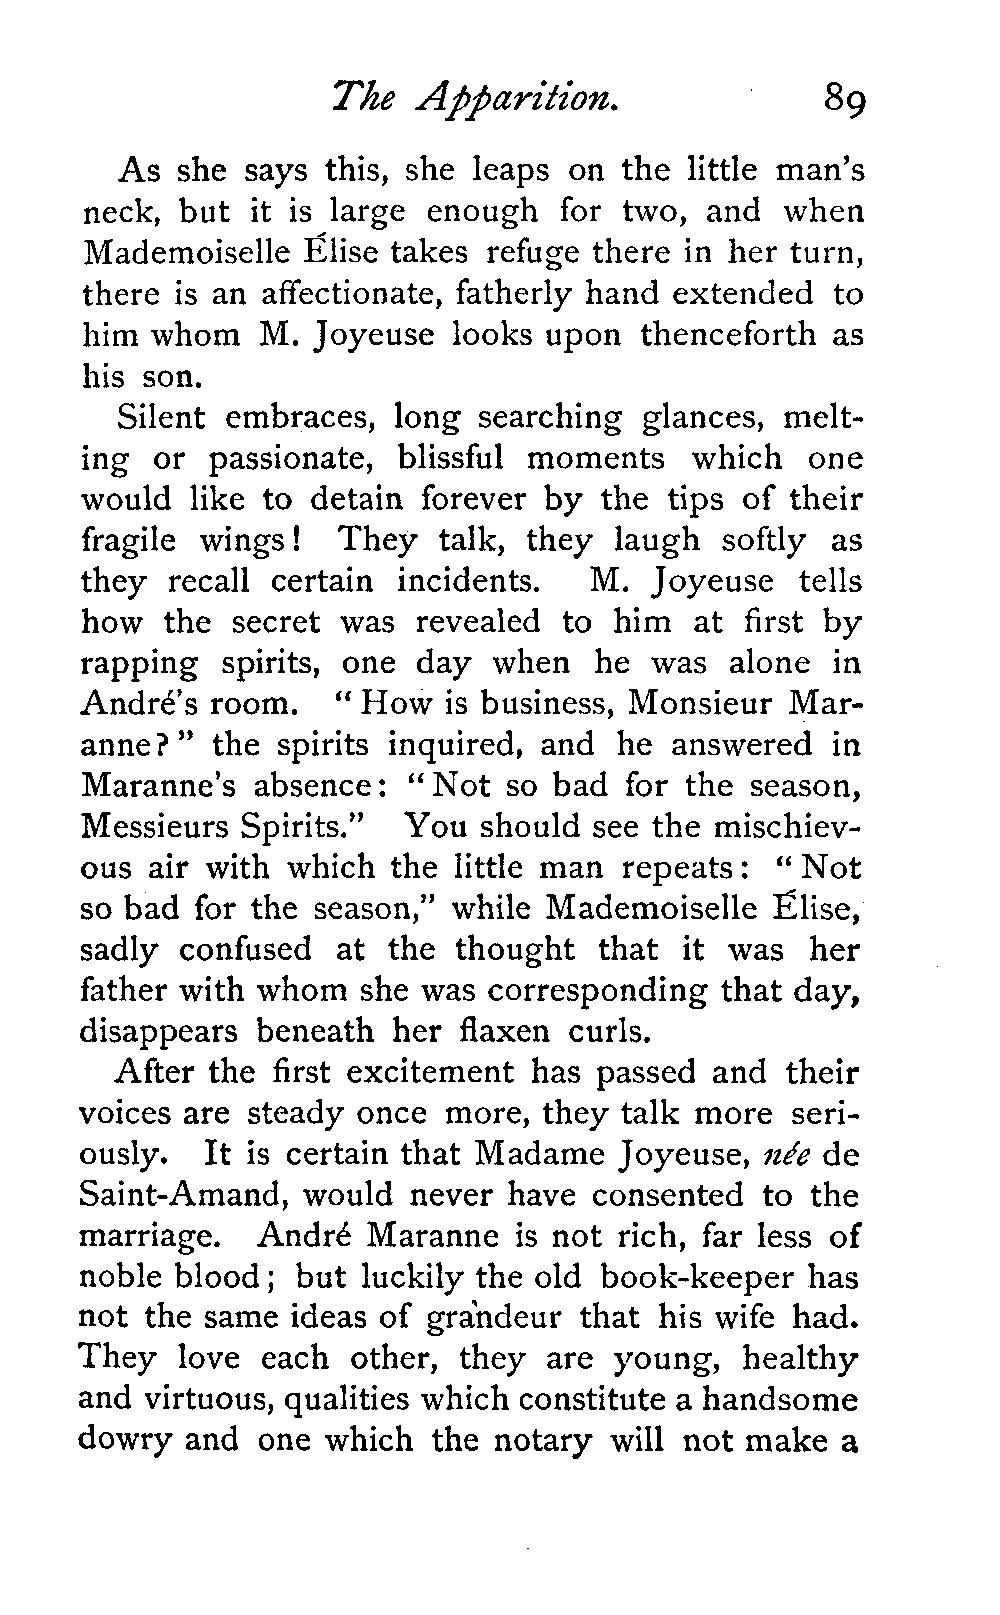 The Apparition. 89
As she says this, she leaps on the little man's
neck, but it is large enough for two, and when
Mademoiselle Élise takes refuge there in her turn,
there is an affectionate, fatherly hand extended to
him whom M. Joyeuse looks upon thenceforth as
his son.
Silent embraces, long searching glances, melt-
ing or passionate, blissful moments which one
would like to detain forever by the tips of their
fragile wings! They talk, they laugh softly as
they recall certain incidents. M. Joyeuse tells
how the secret was revealed to him at first by
rapping spirits, one day when he was alone in
André's room. "How is business, Monsieur Mar-
anne?" the spirits inquired, and he answered in
Maranne's absence: "Not so bad for the season,
Messieurs Spirits." You should see the mischiev-
ous air with which the little man repeats: "Not
so bad for the season," while Mademoiselle Élise,
sadly confused at the thought that it was her
father with whom she was corresponding that day,
disappears beneath her flaxen curls.
After the first excitement has passed and their
voices are steady once more, they talk more seri-
ously. It is certain that Madame Joyeuse, née de
Saint-Amand, would never have consented to the
marriage. André Maranne is not rich, far less of
noble blood; but luckily the old book-keeper has
not the same ideas of grandeur that his wife had.
They love each other, they are young, healthy
and virtuous, qualities which constitute a handsome
dowry and one which the notary will not make a